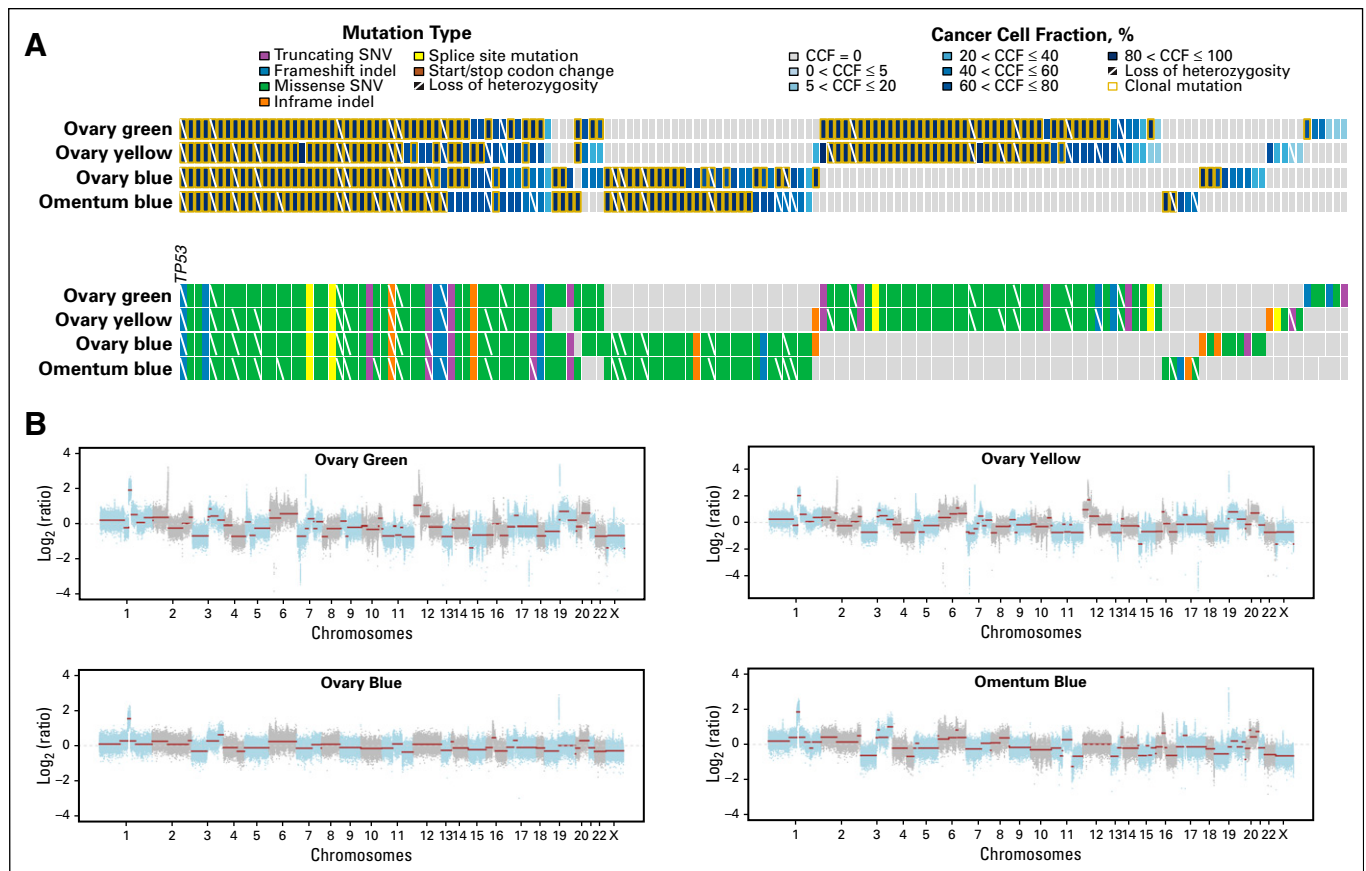 A
Mutation Type
Truncating SNV
Frameshift indel
Missense SNV
Inframe indel
Splice site mutation
Start/stop codon change
Loss of heterozygosity
Cancer Cell Fraction, %
CCF = 0
0 < CCF ≤ 5
5 < CCF ≤ 20
20 < CCF ≤ 40
40 < CCF ≤ 60
60 < CCF ≤ 80
80 < CCF ≤ 100
Loss of heterozygosity
Clonal mutation
Ovary green
Ovary yellow
Ovary blue
Omentum blue
TP53
Ovary green
Ovary yellow
Ovary blue
Omentum blue
B
Ovary Green
Log2 (ratio)
4
2
0
−2
−4
1 2 3 4 5 6 7 8 9 10 11 12 1314 15 16 17 18 19 20 22 X
Chromosomes
Ovary Yellow
Log2 (ratio)
4
2
0
−2
−4
1 2 3 4 5 6 7 8 9 10 11 12 1314 15 16 17 18 19 20 22 X
Chromosomes
Ovary Blue
Log2 (ratio)
4
2
0
−2
−4
1 2 3 4 5 6 7 8 9 10 11 12 1314 15 16 17 18 19 20 22 X
Chromosomes
Omentum Blue
Log2 (ratio)
4
2
0
−2
−4
1 2 3 4 5 6 7 8 9 10 11 12 1314 15 16 17 18 19 20 22 X
Chromosomes